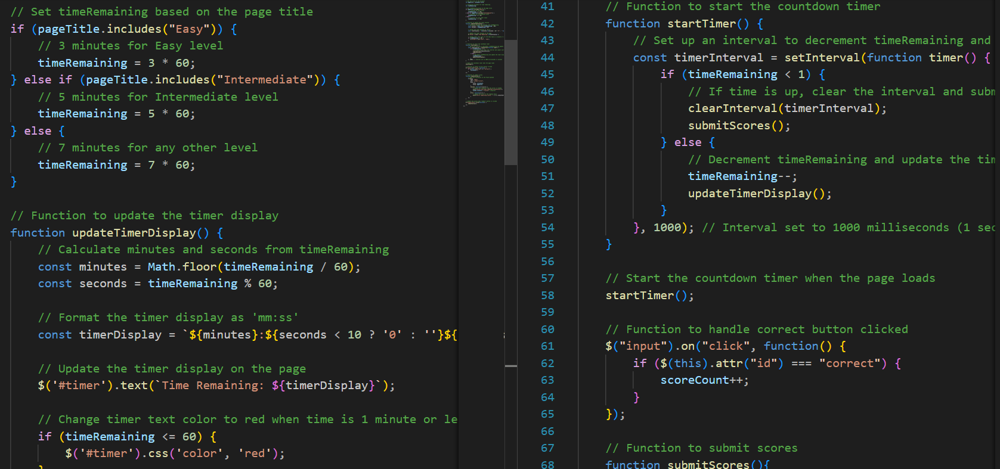 // Set timeRemaining based on the page title
if (pageTitle.includes("Easy")) {
// 3 minutes for Easy level
timeRemaining = 3 * 60;
} else if (pageTitle.includes("Intermediate")) {
// 5 minutes for Intermediate level
timeRemaining = 5 * 60;
} else {
// 7 minutes for any other level
timeRemaining = 7 * 60;
}
// Function to update the timer display
function updateTimerDisplay() {
// Calculate minutes and seconds from timeRemaining
const minutes = Math.floor(timeRemaining / 60);
const seconds = timeRemaining % 60;
// Format the timer display as 'mm:ss'
const timerDisplay = `${minutes}:${seconds < 10 ? '0' : ''}${
// Update the timer display on the page
$('#timer').text(`Time Remaining: ${timerDisplay}`);
// Change timer text color to red when time is 1 minute or le
if (timeRemaining <= 60) {
$('#timer').css('color', 'red');
}
41 // Function to start the countdown timer
42 function startTimer() {
43 // Set up an interval to decrement timeRemaining and
44 const timerInterval = setInterval(function timer() {
45 if (timeRemaining < 1) {
46 // If time is up, clear the interval and subm
47 clearInterval(timerInterval);
48 submitScores();
49 } else {
50 // Decrement timeRemaining and update the tim
51 timeRemaining--;
52 updateTimerDisplay();
53 }
54 }, 1000); // Interval set to 1000 milliseconds (1 sec
55 }
56
57 // Start the countdown timer when the page loads
58 startTimer();
59
60 // Function to handle correct button clicked
61 $("input").on("click", function() {
62 if ($(this).attr("id") === "correct") {
63 scoreCount++;
64 }
65 });
66
67 // Function to submit scores
68 function submitScores(){